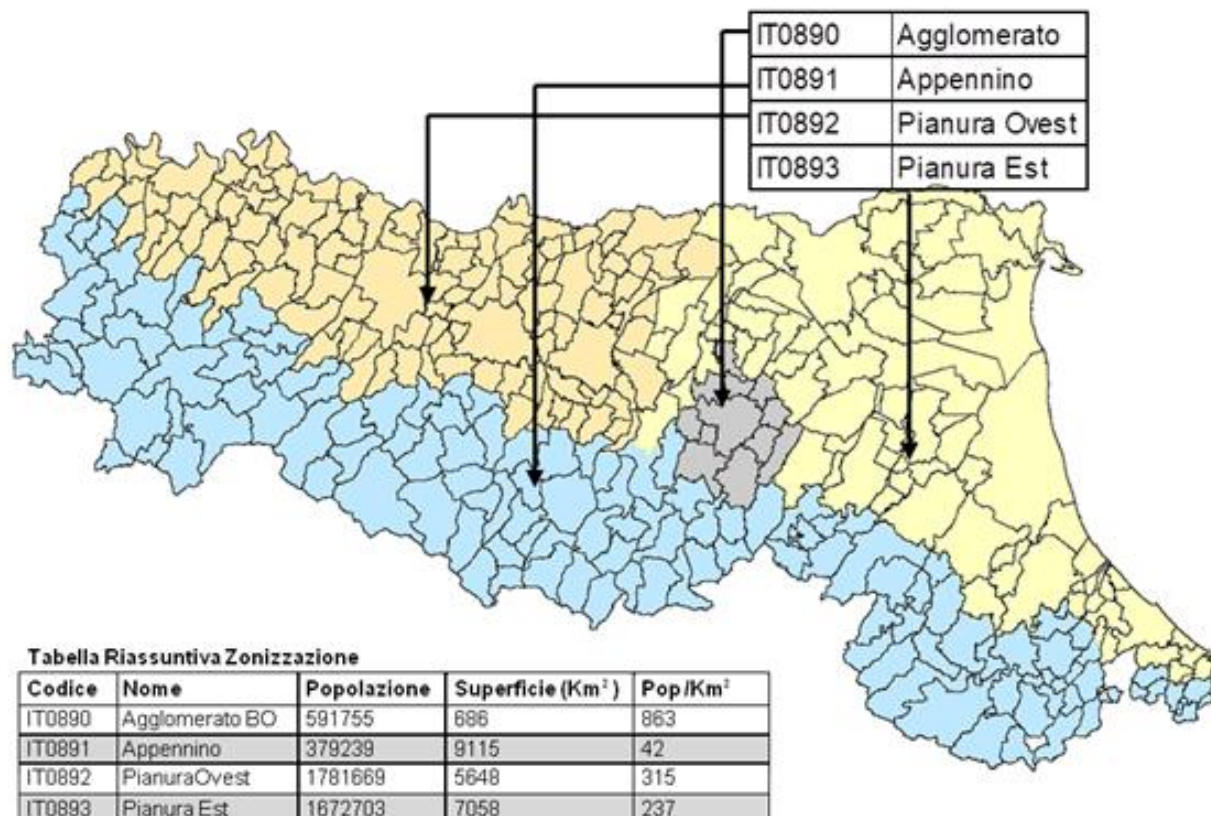 IT0890 Agglomerato
IT0891 Appennino
IT0892 Pianura Ovest
IT0893 Pianura Est
Tabella Riassuntiva Zonizzazione
Codice Nome Popolazione Superficie (Km²) Pop/Km²
IT0890 Agglomerato BO 591755 686 863
IT0891 Appennino 379239 9115 42
IT0892 PianuraOvest 1781669 5648 315
IT0893 Pianura Est 1672703 7058 237